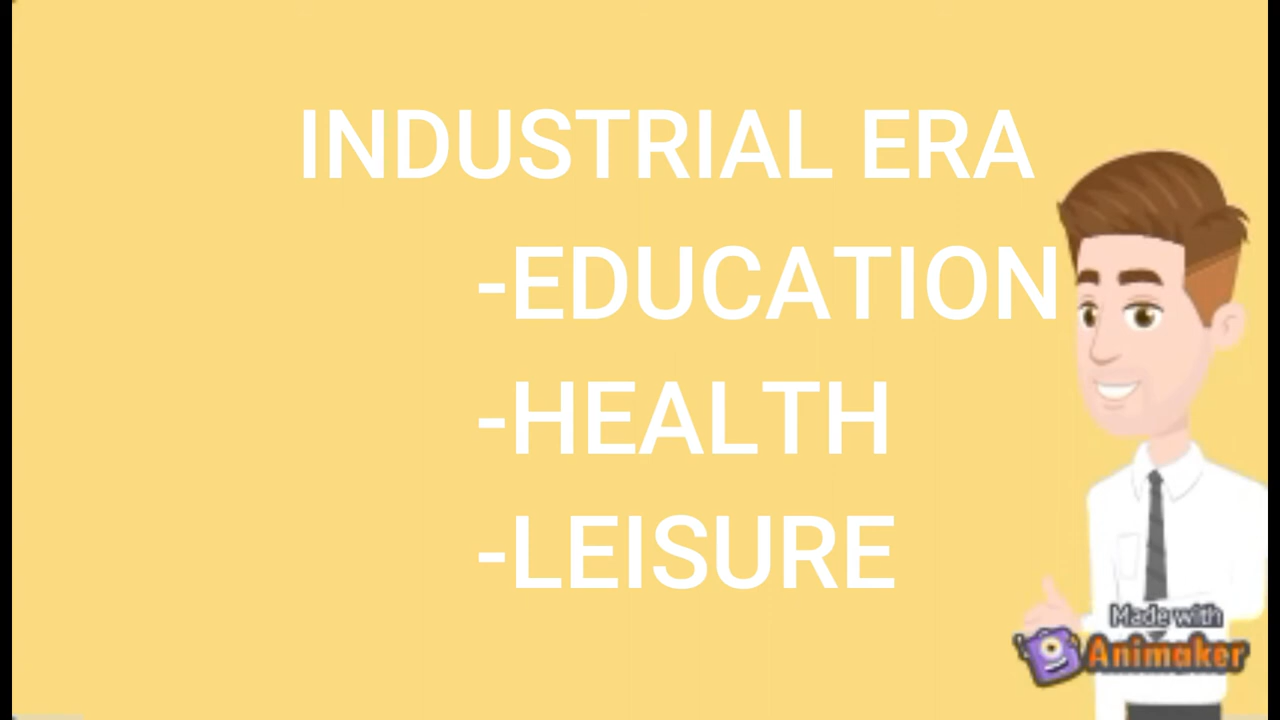 INDUSTRIAL ERA
-EDUCATION
-HEALTH
-LEISURE
Made with
Animaker